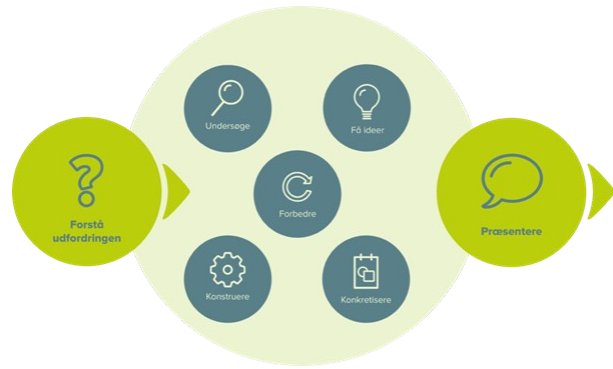 Forstå
udfordringen
Undersøge
Få ideer
Forbedre
Konstruere
Konkretisere
Præsentere